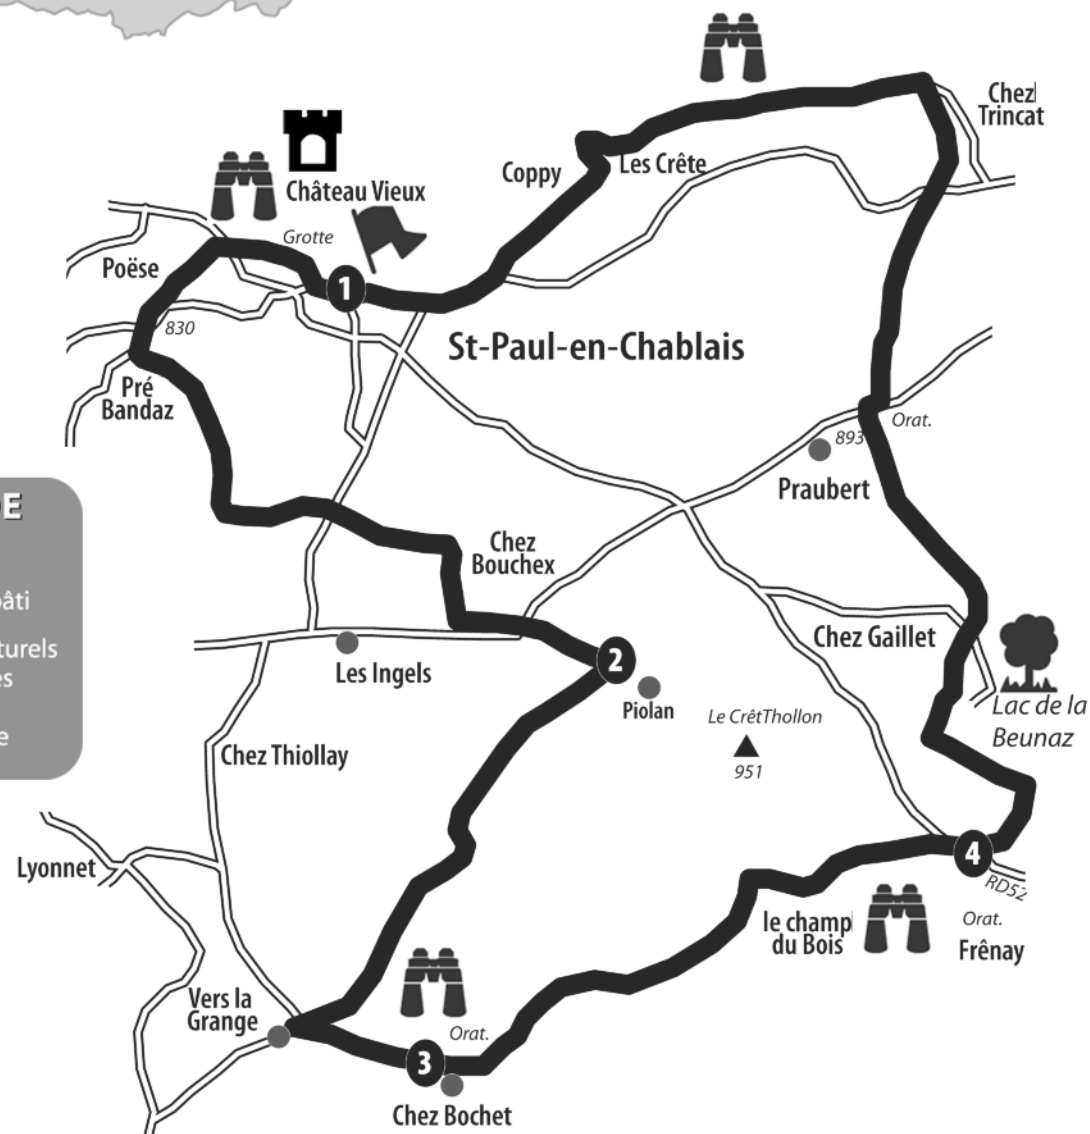 Chez
Trincat
Coppy
Les Crête
Château Vieux
Grotte
Poëse
1
830
St-Paul-en-Chablais
Pré
Bandaz
Orat.
893
Praubert
E
Chez
Bouchex
âti
turels
Chez Gaillet
es
Les Ingels
2
Piolan
Lac de la
Beunaz
Le CrêtThollon
951
e
Chez Thiollay
Lyonnet
4
RD52
le champ
du Bois
Orat.
Frênay
Vers la
Grange
Orat.
3
Chez Bochet